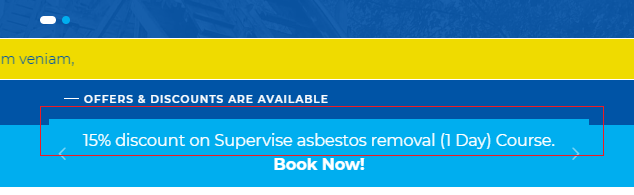 m veniam,
OFFERS & DISCOUNTS ARE AVAILABLE
15% discount on Supervise asbestos removal (1 Day) Course.
Book Now!